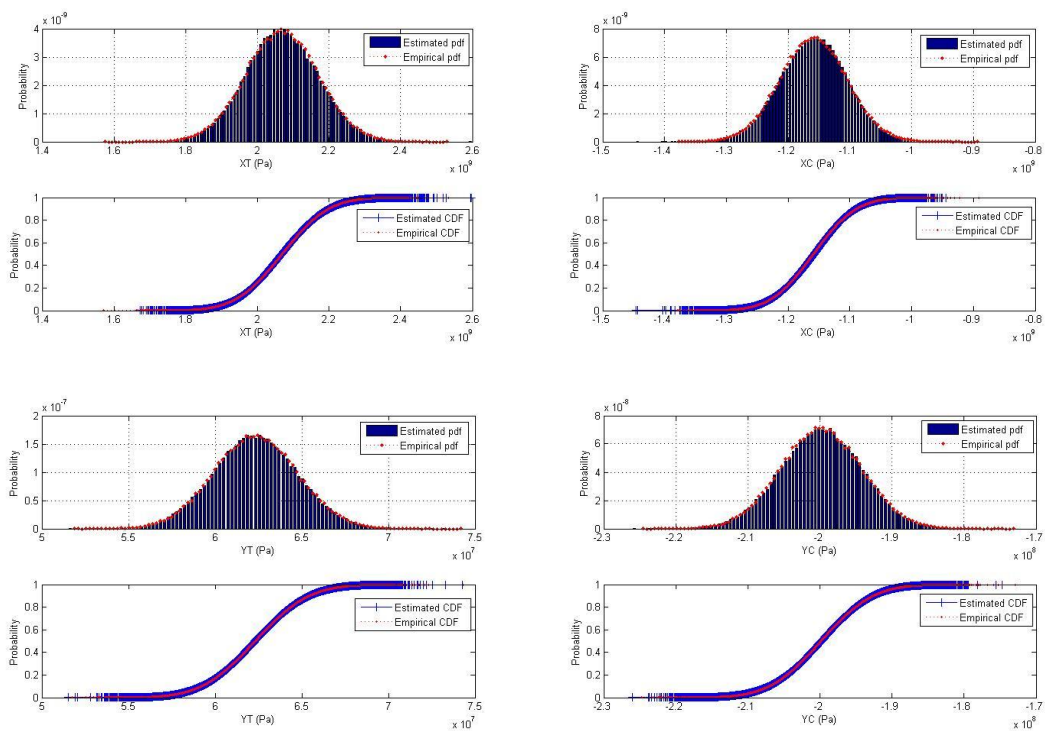 x 10^-9
4
3
2
1
0
Probability
Estimated pdf
Empirical pdf
1.4 1.6 1.8 2 2.2 2.4 2.6
XT (Pa)
x 10^9
x 10^-9
8
6
4
2
0
Probability
Estimated pdf
Empirical pdf
-1.5 -1.4 -1.3 -1.2 -1.1 -1 -0.9 -0.8
XC (Pa)
x 10^9
1
0.8
0.6
0.4
0.2
0
Probability
Estimated CDF
Empirical CDF
1.4 1.6 1.8 2 2.2 2.4 2.6
XT (Pa)
x 10^9
1
0.8
0.6
0.4
0.2
0
Probability
Estimated CDF
Empirical CDF
-1.5 -1.4 -1.3 -1.2 -1.1 -1 -0.9 -0.8
XC (Pa)
x 10^9
x 10^-7
2
1.5
1
0.5
0
Probability
Estimated pdf
Empirical pdf
5 5.5 6 6.5 7 7.5
YT (Pa)
x 10^7
x 10^-8
8
6
4
2
0
Probability
Estimated pdf
Empirical pdf
-2.3 -2.2 -2.1 -2 -1.9 -1.8 -1.7
YC (Pa)
x 10^8
1
0.8
0.6
0.4
0.2
0
Probability
Estimated CDF
Empirical CDF
5 5.5 6 6.5 7 7.5
YT (Pa)
x 10^7
1
0.8
0.6
0.4
0.2
0
Probability
Estimated CDF
Empirical CDF
-2.3 -2.2 -2.1 -2 -1.9 -1.8 -1.7
YC (Pa)
x 10^8